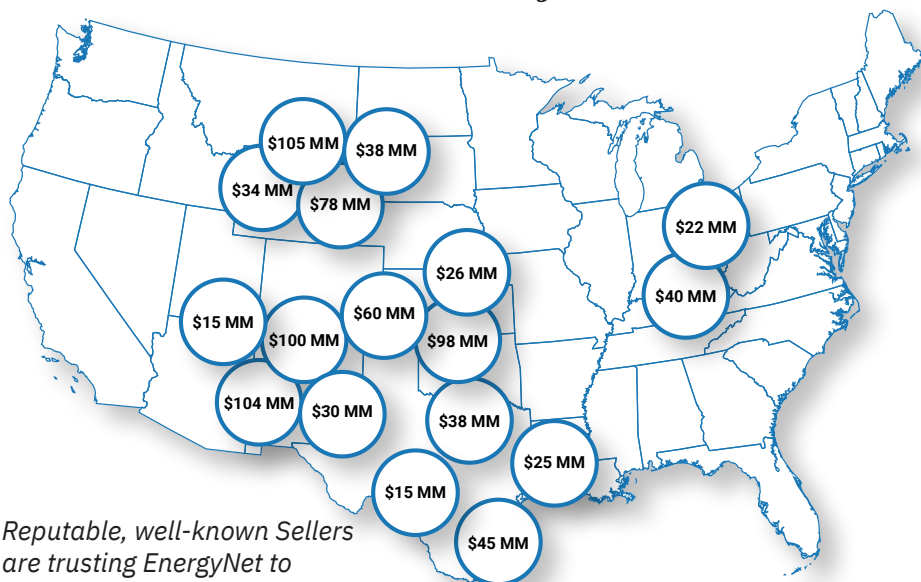 $105 MM
$38 MM
$34 MM
$78 MM
$22 MM
$26 MM
$40 MM
$60 MM
$15 MM
$100 MM
$98 MM
$104 MM
$30 MM
$38 MM
$25 MM
$15 MM
$45 MM
Reputable, well-known Sellers
are trusting EnergyNet to